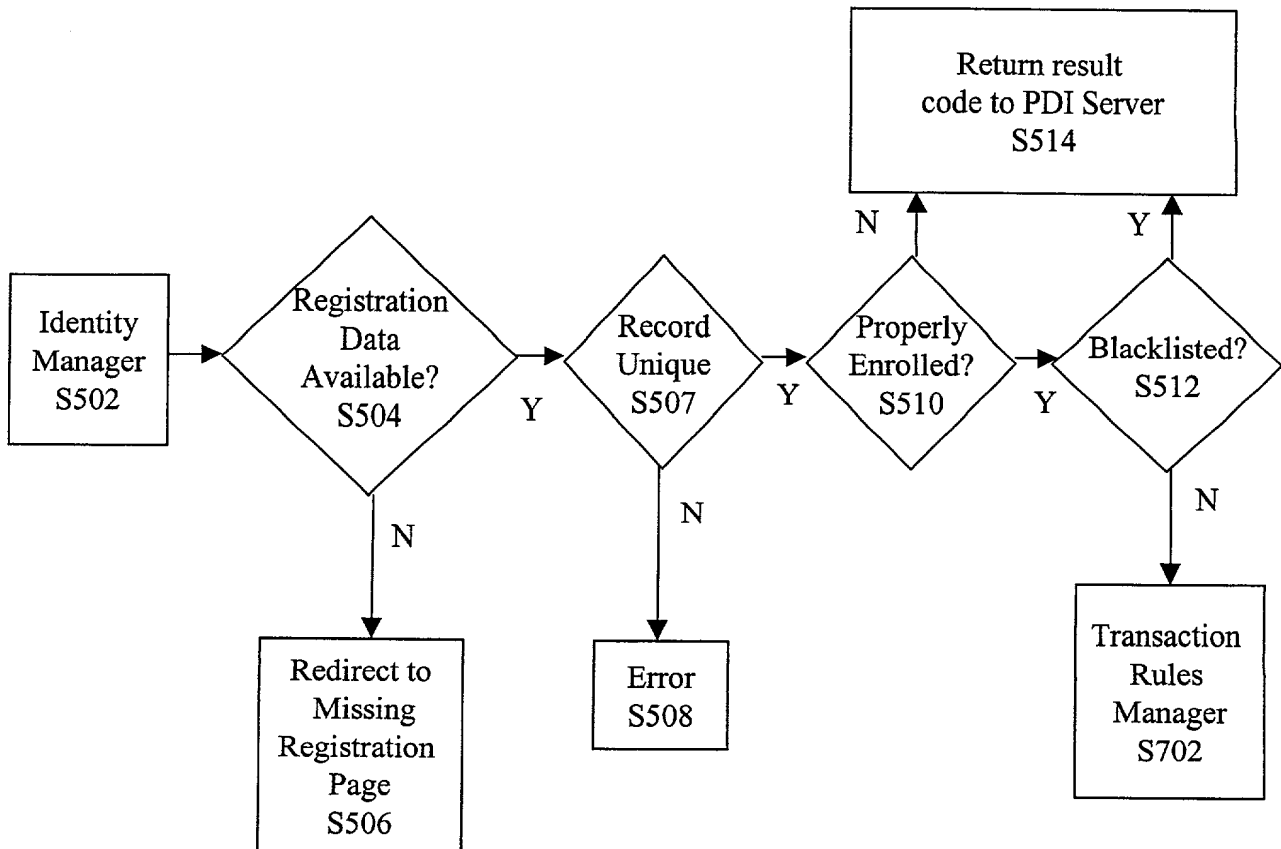 Return result
code to PDI Server
S514
N
Y
Identity
Manager
S502
Registration
Data
Available?
S504
Y
Record
Unique
S507
Y
Properly
Enrolled?
S510
Y
Blacklisted?
S512
N
N
N
Redirect to
Missing
Registration
Page
S506
Error
S508
Transaction
Rules
Manager
S702